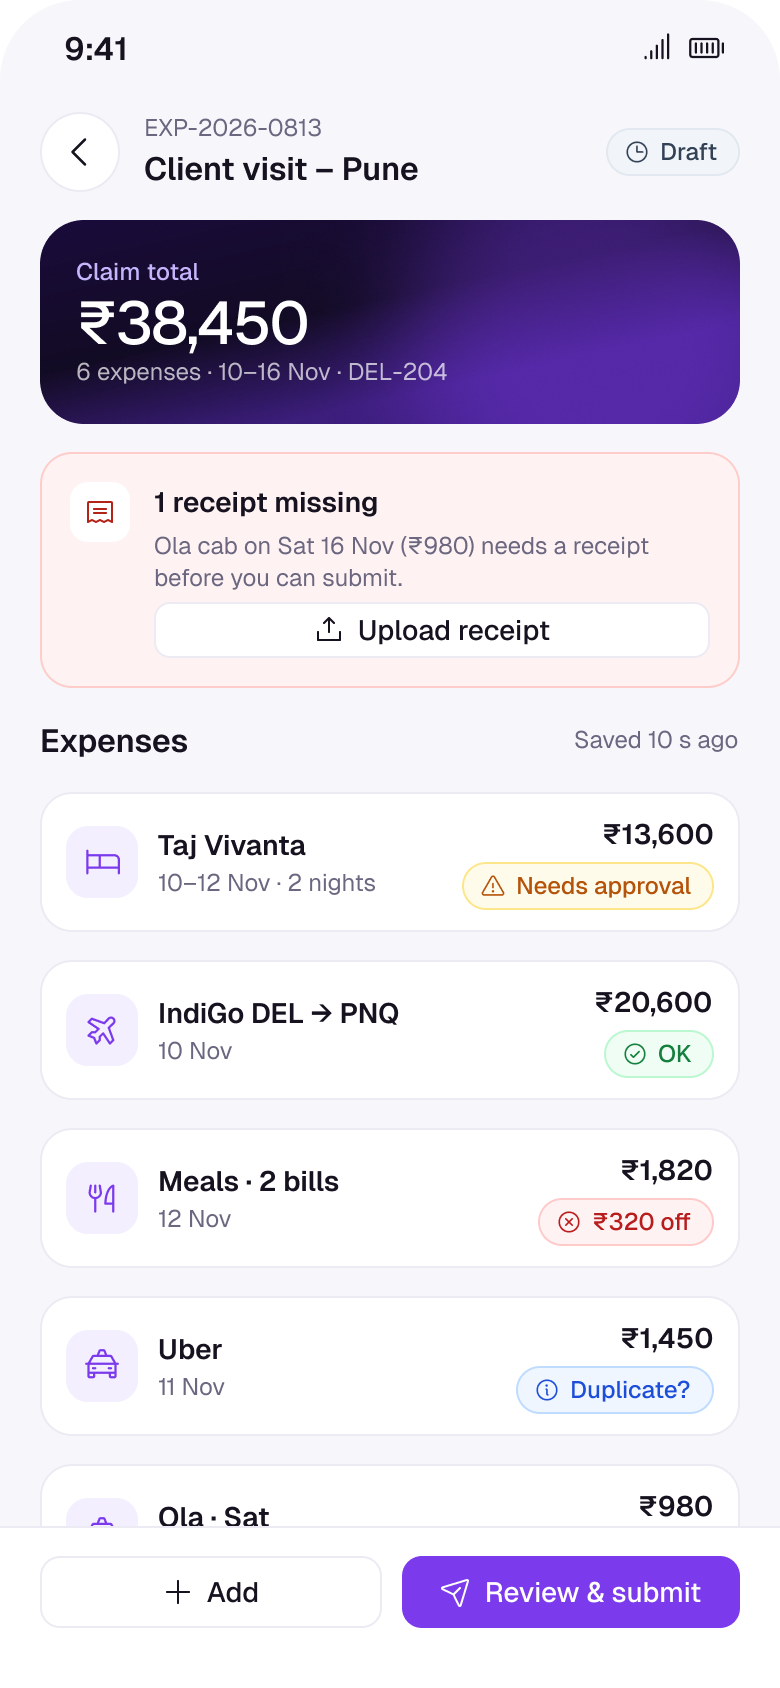 9:41
EXP-2026-0813
Client visit – Pune
Draft
Claim total
₹38,450
6 expenses · 10–16 Nov · DEL-204
1 receipt missing
Ola cab on Sat 16 Nov (₹980) needs a receipt
before you can submit.
Upload receipt
Expenses
Saved 10 s ago
Taj Vivanta
₹13,600
10–12 Nov · 2 nights
Needs approval
IndiGo DEL → PNQ
₹20,600
10 Nov
OK
Meals · 2 bills
₹1,820
12 Nov
₹320 off
Uber
₹1,450
11 Nov
Duplicate?
Ola · Sat
₹980
Add
Review & submit